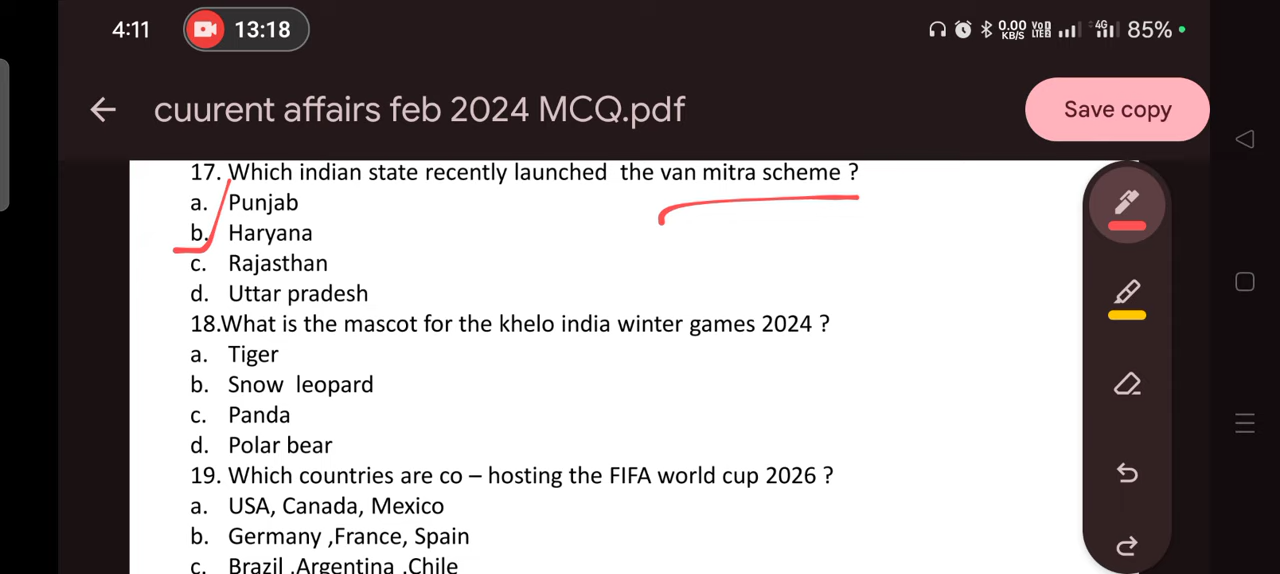 4:11
13:18
0.00 KB/S
VoD LTEB
4G
85%
cuurent affairs feb 2024 MCQ.pdf
Save copy
17. Which indian state recently launched the van mitra scheme ?
a. Punjab
b. Haryana
c. Rajasthan
d. Uttar pradesh
18.What is the mascot for the khelo india winter games 2024 ?
a. Tiger
b. Snow leopard
c. Panda
d. Polar bear
19. Which countries are co – hosting the FIFA world cup 2026 ?
a. USA, Canada, Mexico
b. Germany ,France, Spain
c. Brazil ,Argentina ,Chile